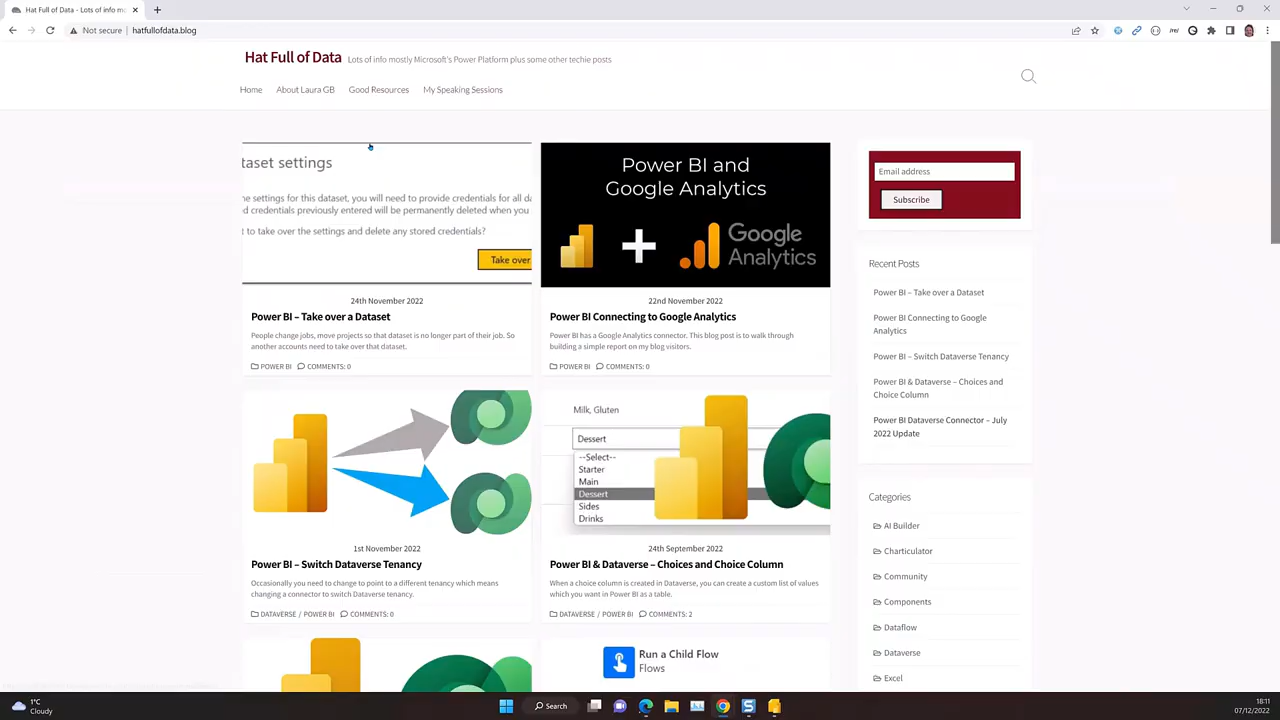 Hat Full of Data - Lots of info m
Not secure
hatfullofdata.blog
Hat Full of Data
Lots of info mostly Microsoft's Power Platform plus some other techie posts
Home
About Laura GB
Good Resources
My Speaking Sessions
taset settings
e settings for this dataset, you will need to provide credentials for all da
d credentials previously entered will be permanently deleted when you
t to take over the settings and delete any stored credentials?
Take over
24th November 2022
Power BI – Take over a Dataset
People change jobs, move projects so that dataset is no longer part of their job. So
another accounts need to take over that dataset.
POWER BI
COMMENTS: 0
Power BI and
Google Analytics
Google
Analytics
22nd November 2022
Power BI Connecting to Google Analytics
Power BI has a Google Analytics connector. This blog post is to walk through
building a simple report on my blog visitors.
POWER BI
COMMENTS: 0
1st November 2022
Power BI – Switch Dataverse Tenancy
Occasionally you need to change to point to a different tenancy which means
changing a connector to switch Dataverse tenancy.
DATAVERSE / POWER BI
COMMENTS: 0
Milk, Gluten
Dessert
--Select--
Starter
Main
Dessert
Sides
Drinks
24th September 2022
Power BI & Dataverse – Choices and Choice Column
When a choice column is created in Dataverse, you can create a custom list of values
which you want in Power BI as a table.
DATAVERSE / POWER BI
COMMENTS: 2
Run a Child Flow
Flows
Email address
Subscribe
Recent Posts
Power BI – Take over a Dataset
Power BI Connecting to Google
Analytics
Power BI – Switch Dataverse Tenancy
Power BI & Dataverse – Choices and
Choice Column
Power BI Dataverse Connector – July
2022 Update
Categories
AI Builder
Charticulator
Community
Components
Dataflow
Dataverse
Excel
1°C
Cloudy
Search
18:11
07/12/2022